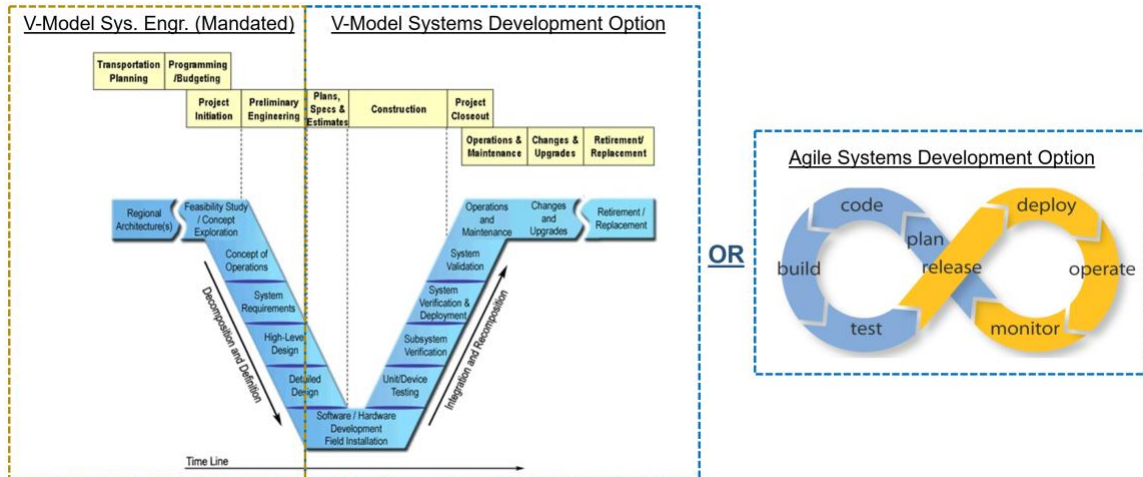 V-Model Sys. Engr. (Mandated)
V-Model Systems Development Option
Transportation
Planning
Programming
/Budgeting
Project
Initiation
Preliminary
Engineering
Plans,
Specs &
Estimates
Construction
Project
Closeout
Operations &
Maintenance
Changes &
Upgrades
Retirement/
Replacement
Regional
Architecture(s)
Feasibility Study
/ Concept
Exploration
Concept of
Operations
System
Requirements
High-Level
Design
Detailed
Design
Software / Hardware
Development
Field Installation
Unit/Device
Testing
Subsystem
Verification
System
Verification &
Deployment
System
Validation
Operations
and
Maintenance
Changes
and
Upgrades
Retirement /
Replacement
Decomposition and Definition
Integration and Recomposition
Time Line
OR
Agile Systems Development Option
code
plan
build
test
release
deploy
operate
monitor